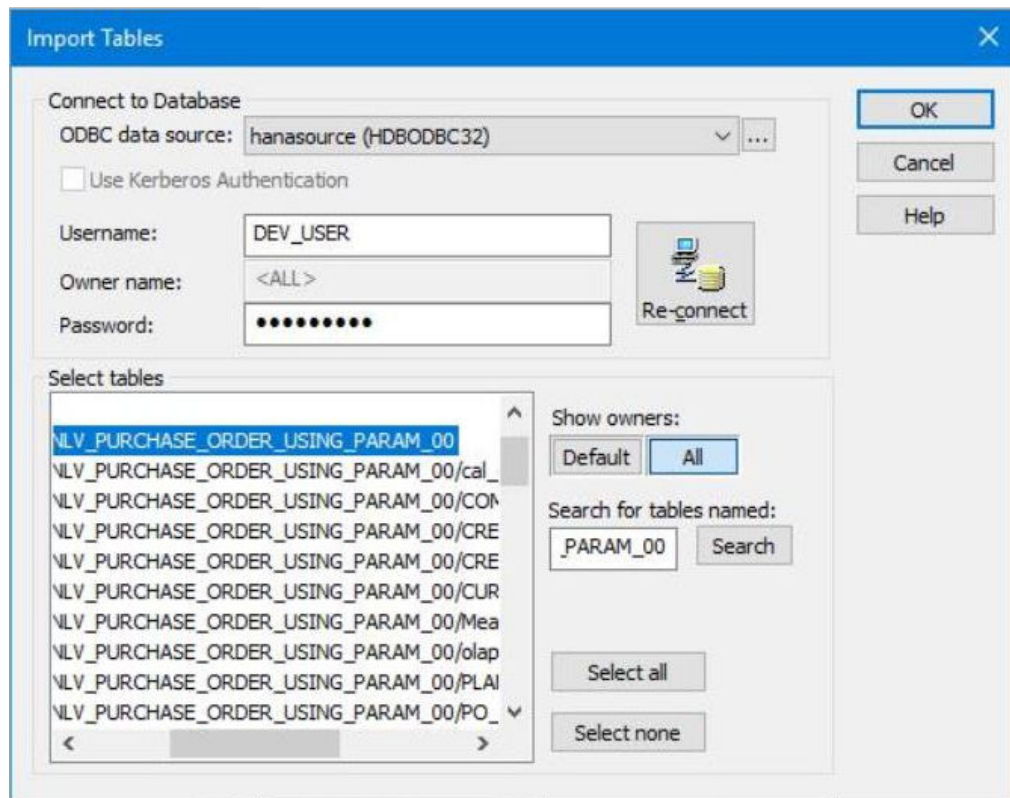 Import Tables
Connect to Database
ODBC data source: hanasource (HDBODBC32) ...
Use Kerberos Authentication
Username: DEV_USER
Owner name: <ALL>
Password: •••••••••
Re-connect
OK
Cancel
Help
Select tables
NLV_PURCHASE_ORDER_USING_PARAM_00
NLV_PURCHASE_ORDER_USING_PARAM_00/cal_
NLV_PURCHASE_ORDER_USING_PARAM_00/COM
NLV_PURCHASE_ORDER_USING_PARAM_00/CRE
NLV_PURCHASE_ORDER_USING_PARAM_00/CRE
NLV_PURCHASE_ORDER_USING_PARAM_00/CUR
NLV_PURCHASE_ORDER_USING_PARAM_00/Mea
NLV_PURCHASE_ORDER_USING_PARAM_00/olap
NLV_PURCHASE_ORDER_USING_PARAM_00/PLAI
NLV_PURCHASE_ORDER_USING_PARAM_00/PO_
Show owners:
Default All
Search for tables named:
_PARAM_00 Search
Select all
Select none